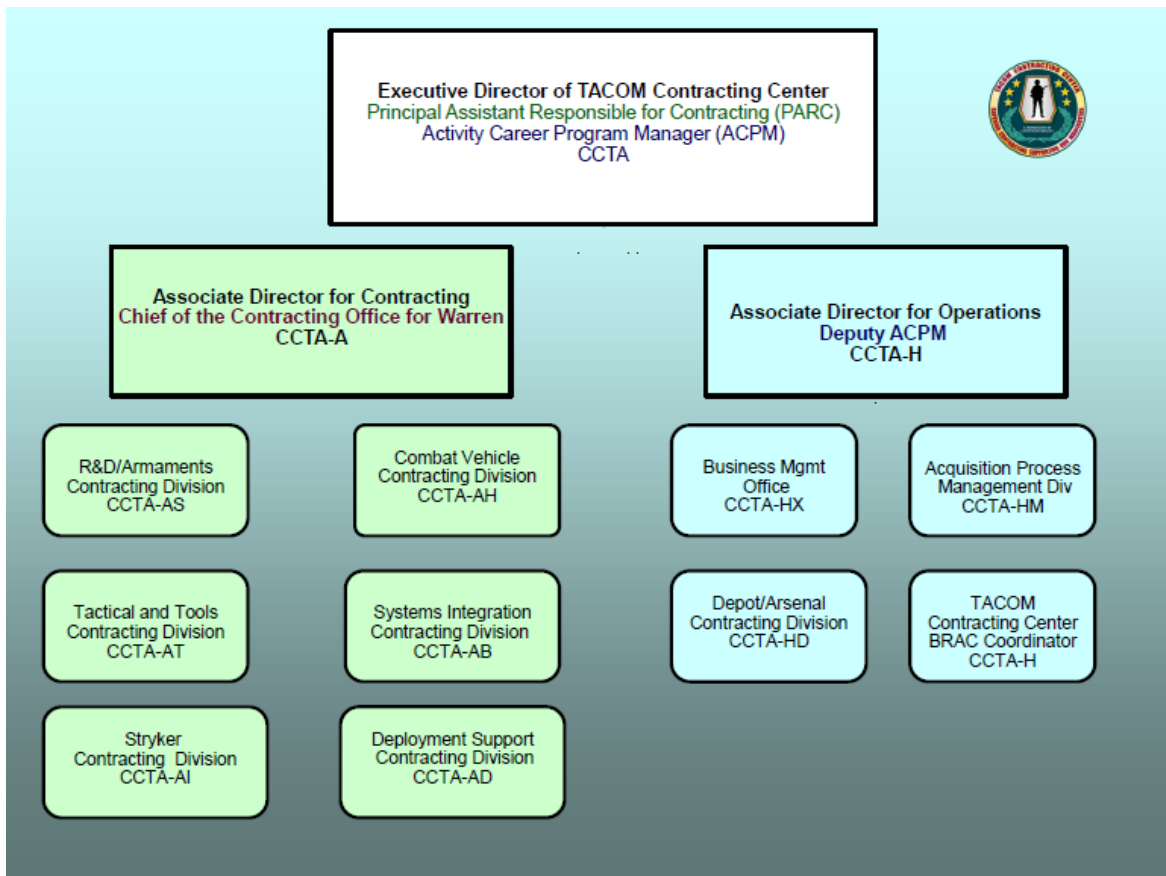 Executive Director of TACOM Contracting Center
Principal Assistant Responsible for Contracting (PARC)
Activity Career Program Manager (ACPM)
CCTA
TACOM CONTRACTING CENTER
Associate Director for Contracting
Chief of the Contracting Office for Warren
CCTA-A
Associate Director for Operations
Deputy ACPM
CCTA-H
R&D/Armaments
Contracting Division
CCTA-AS
Combat Vehicle
Contracting Division
CCTA-AH
Business Mgmt
Office
CCTA-HX
Acquisition Process
Management Div
CCTA-HM
Tactical and Tools
Contracting Division
CCTA-AT
Systems Integration
Contracting Division
CCTA-AB
Depot/Arsenal
Contracting Division
CCTA-HD
TACOM
Contracting Center
BRAC Coordinator
CCTA-H
Stryker
Contracting Division
CCTA-AI
Deployment Support
Contracting Division
CCTA-AD